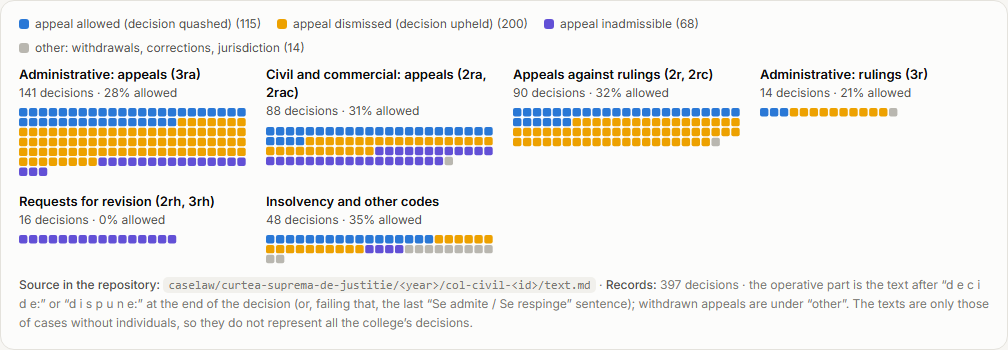 appeal allowed (decision quashed) (115) appeal dismissed (decision upheld) (200) appeal inadmissible (68)
other: withdrawals, corrections, jurisdiction (14)
Administrative: appeals (3ra)
141 decisions · 28% allowed
Civil and commercial: appeals (2ra,
2rac)
88 decisions · 31% allowed
Appeals against rulings (2r, 2rc)
90 decisions · 32% allowed
Administrative: rulings (3r)
14 decisions · 21% allowed
Requests for revision (2rh, 3rh)
16 decisions · 0% allowed
Insolvency and other codes
48 decisions · 35% allowed
Source in the repository: caselaw/curtea-suprema-de-justitie/<year>/col-civil-<id>/text.md · Records: 397 decisions · the operative part is the text after “d e c i
d e:” or “d i s p u n e:” at the end of the decision (or, failing that, the last “Se admite / Se respinge” sentence); withdrawn appeals are under “other”. The texts are only those
of cases without individuals, so they do not represent all the college’s decisions.